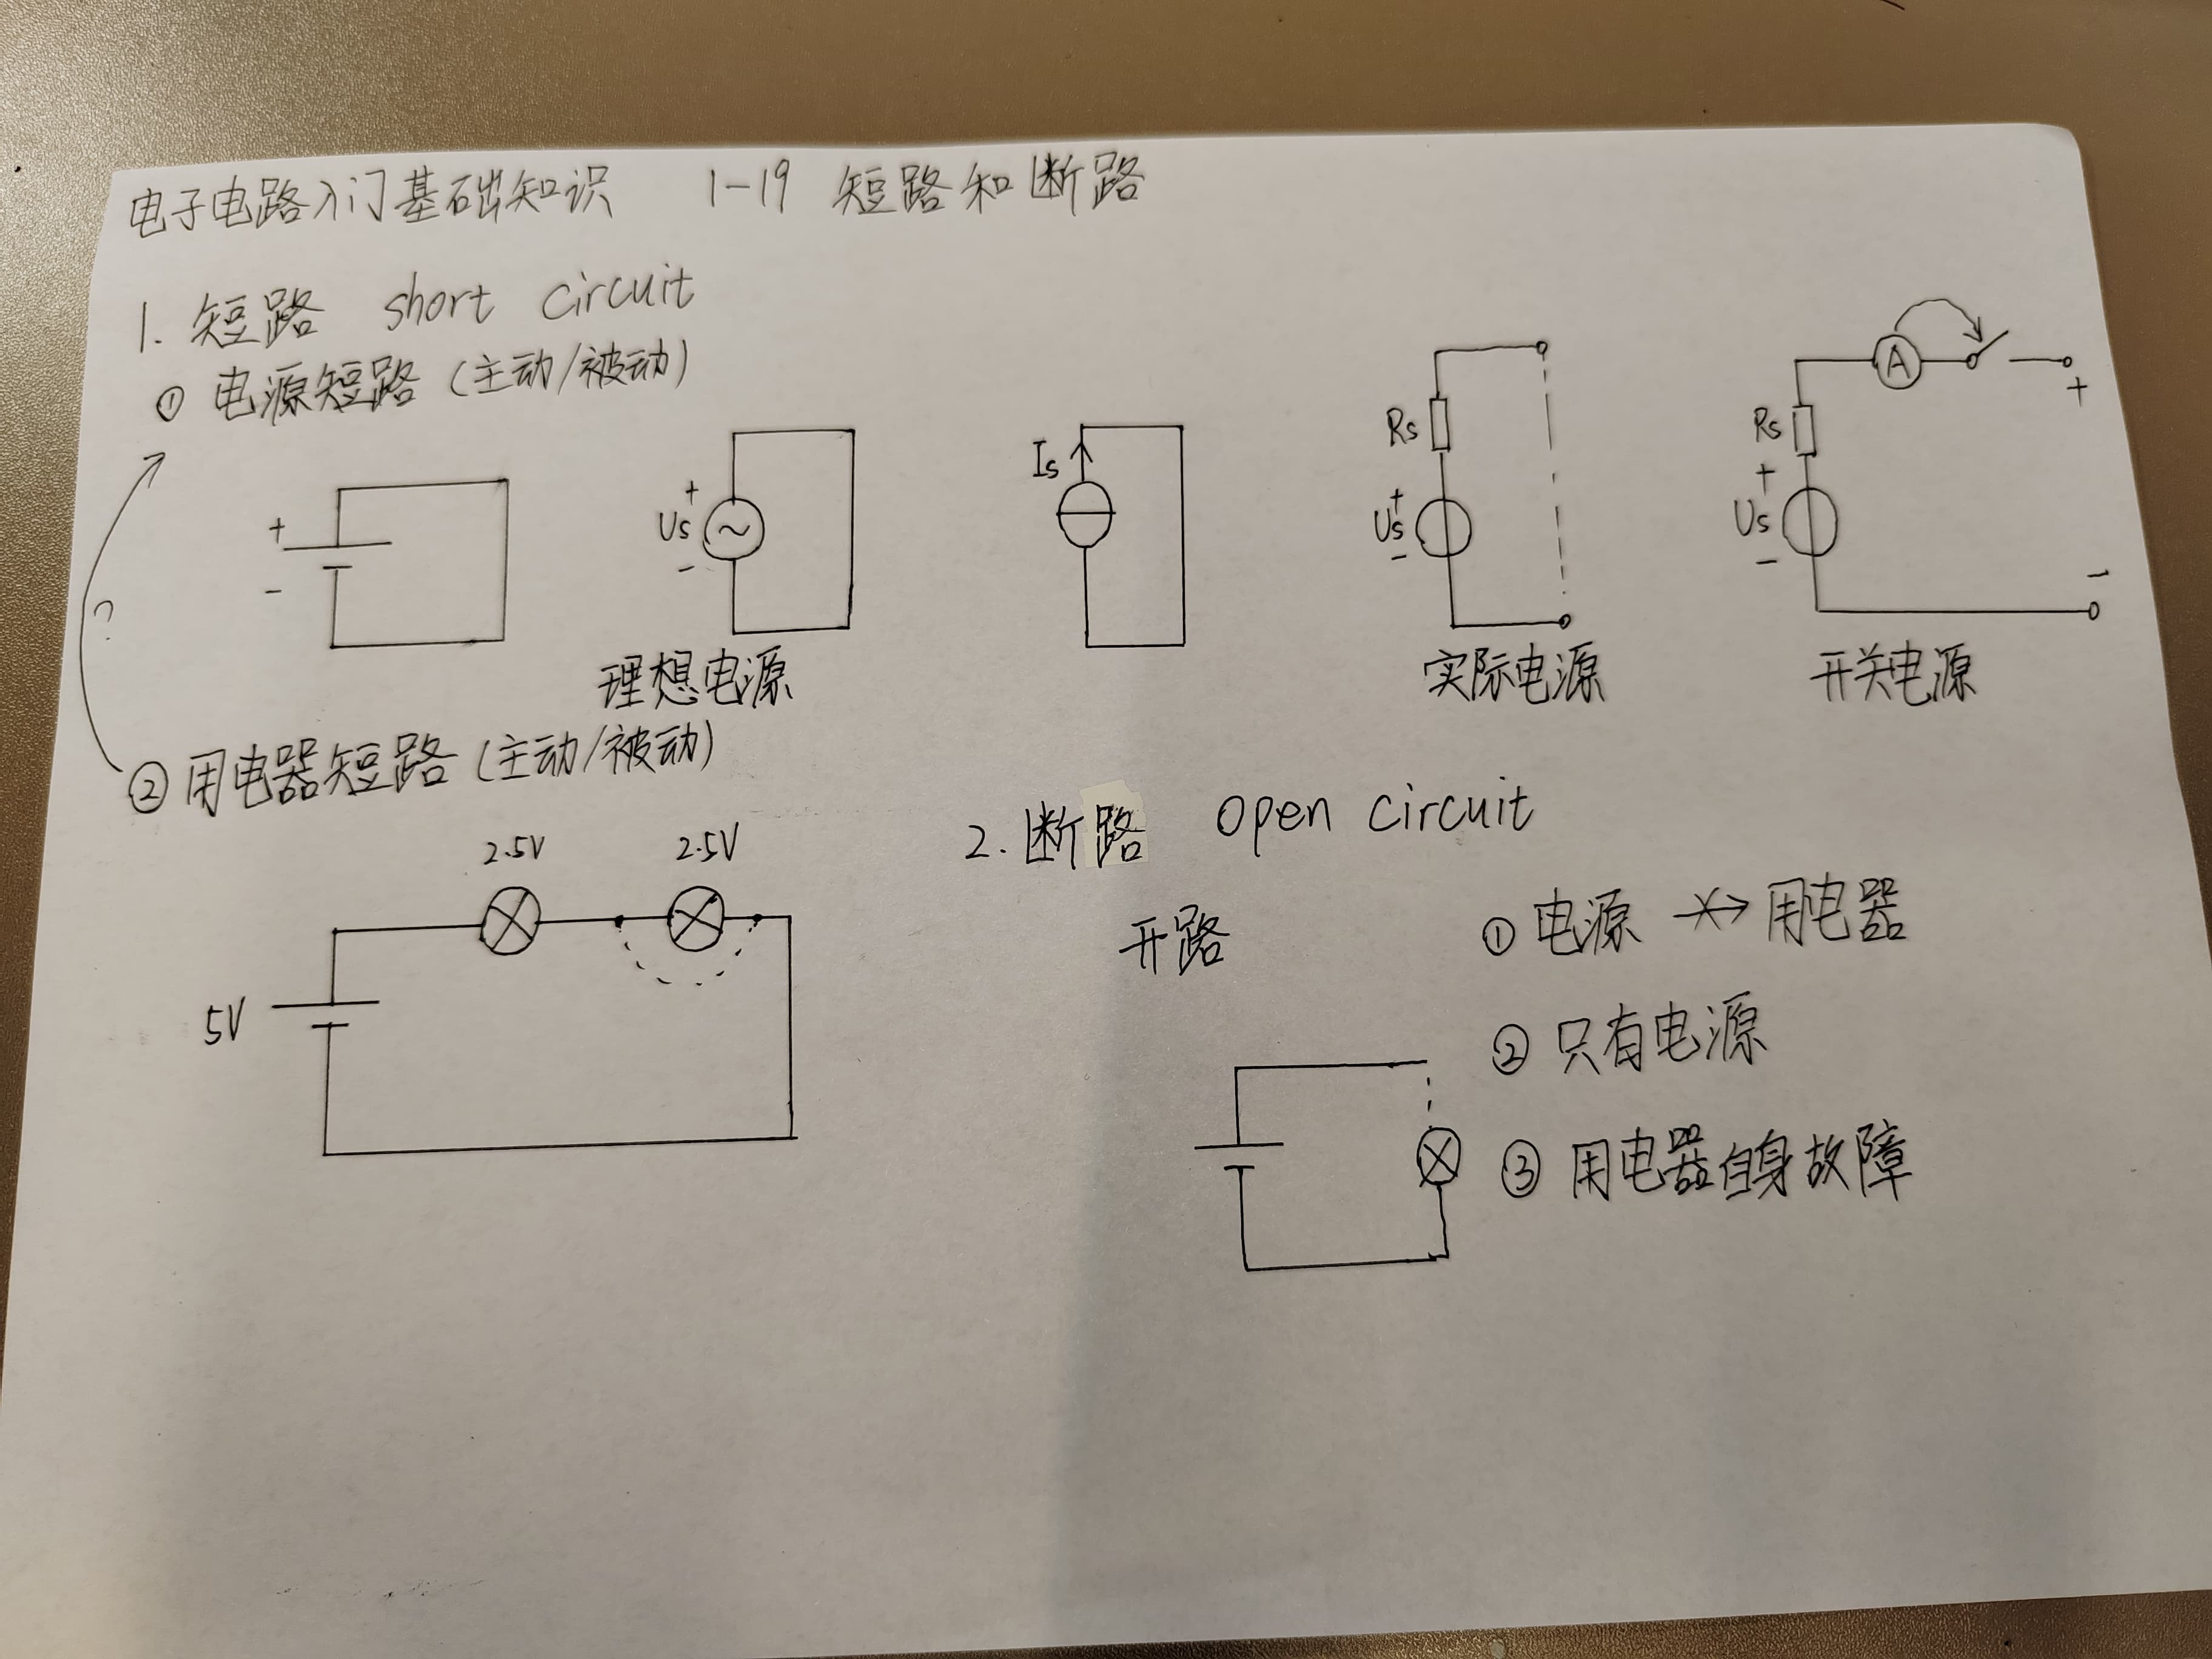 电子电路入门基础知识 1-19 短路和断路
1. 短路 short circuit
① 电源短路 (主动/被动)
+
-
+
Us
-
Is
Rs
+
Us
-
A
+
Rs
+
Us
-
-
理想电源
实际电源
开关电源
?
② 用电器短路 (主动/被动)
2.5V
2.5V
5V
2. 断路 open circuit
开路
① 电源 用电器
② 只有电源
③ 用电器自身故障